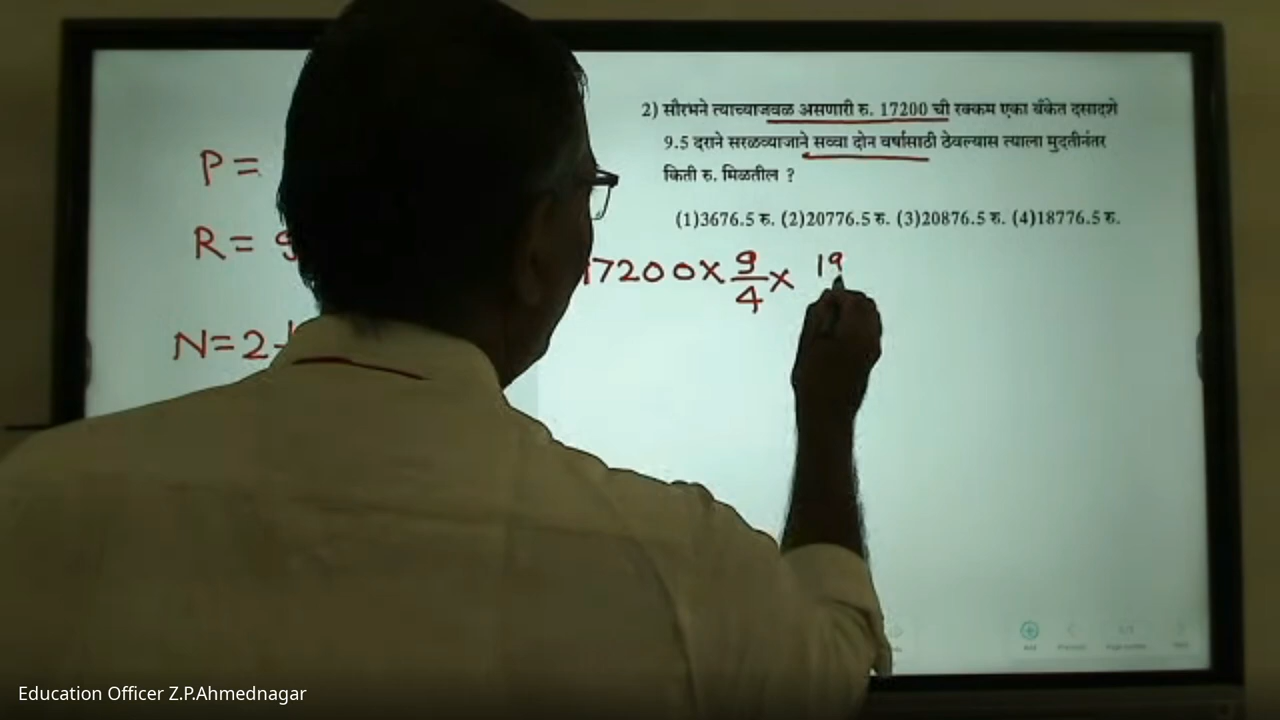 2) सौरभने त्याच्याजवळ असणारी रु. 17200 ची रक्कम एका बँकेत दसादशे
9.5 दराने सरळव्याजाने सव्वा दोन वर्षासाठी ठेवल्यास त्याला मुदतीनंतर
किती रु. मिळतील ?
(1)3676.5 रु. (2)20776.5 रु. (3)20876.5 रु. (4)18776.5 रु.
P =
R = 9
N = 2
17200 × 9/4 × 19
Education Officer Z.P.Ahmednagar